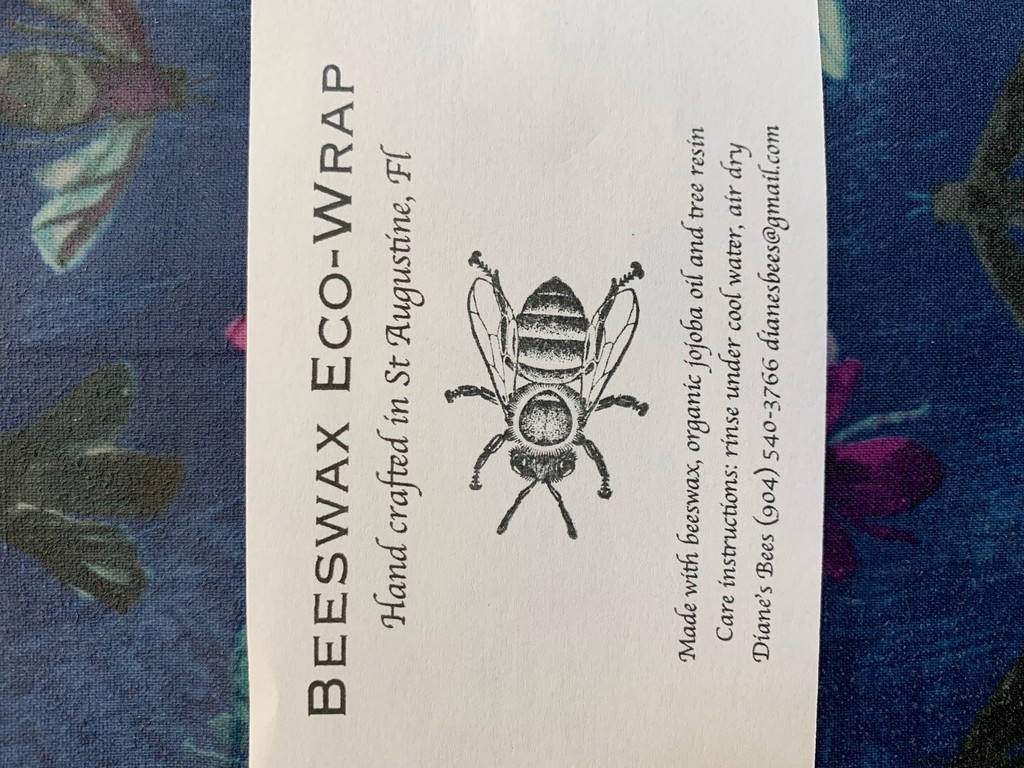 BEESWAX ECO-WRAP
Hand crafted in St Augustine, Fl
Made with beeswax, organic jojoba oil and tree resin
Care instructions: rinse under cool water, air dry
Diane's Bees (904) 540-3766 dianesbees@gmail.com